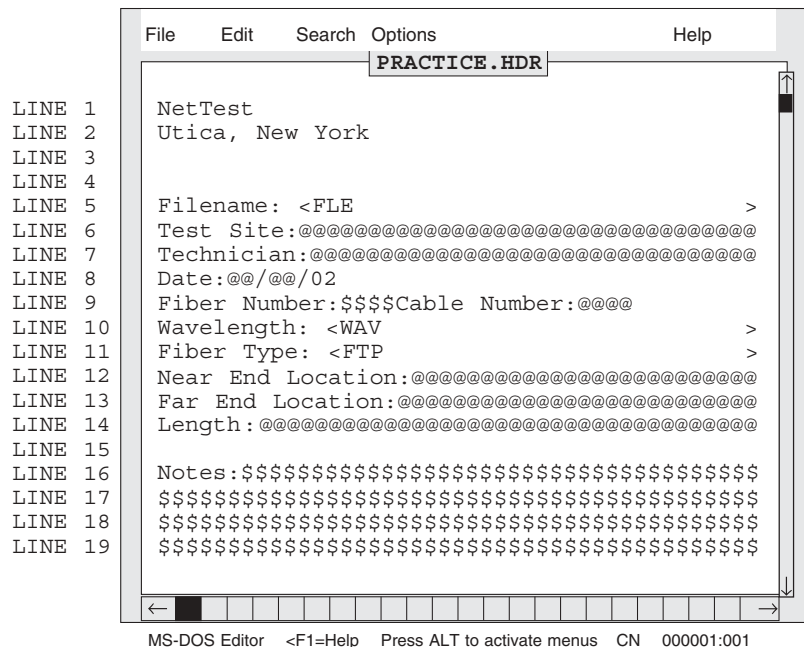 File Edit Search Options Help
PRACTICE.HDR
LINE 1 NetTest
LINE 2 Utica, New York
LINE 3
LINE 4
LINE 5 Filename: <FLE >
LINE 6 Test Site:@@@@@@@@@@@@@@@@@@@@@@@@@@@@@@@@@
LINE 7 Technician:@@@@@@@@@@@@@@@@@@@@@@@@@@@@@@@@
LINE 8 Date:@@/@@/02
LINE 9 Fiber Number:$$$$Cable Number:@@@@
LINE 10 Wavelength: <WAV >
LINE 11 Fiber Type: <FTP >
LINE 12 Near End Location:@@@@@@@@@@@@@@@@@@@@@@@@@
LINE 13 Far End Location:@@@@@@@@@@@@@@@@@@@@@@@@@@
LINE 14 Length:@@@@@@@@@@@@@@@@@@@@@@@@@@@@@@@@@@@@
LINE 15
LINE 16 Notes:$$$$$$$$$$$$$$$$$$$$$$$$$$$$$$$$$$$$$
LINE 17 $$$$$$$$$$$$$$$$$$$$$$$$$$$$$$$$$$$$$$$$$$$
LINE 18 $$$$$$$$$$$$$$$$$$$$$$$$$$$$$$$$$$$$$$$$$$$
LINE 19 $$$$$$$$$$$$$$$$$$$$$$$$$$$$$$$$$$$$$$$$$$$
MS-DOS Editor <F1=Help Press ALT to activate menus CN 000001:001